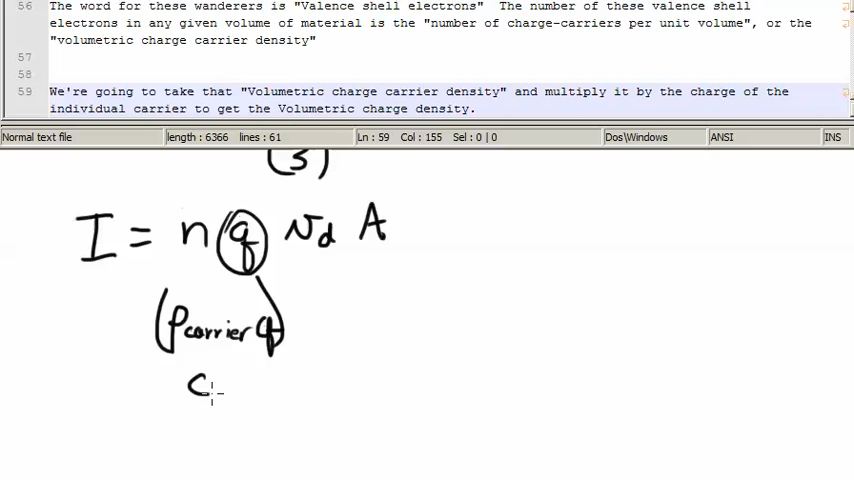 56 The word for these wanderers is "Valence shell electrons" The number of these valence shell
electrons in any given volume of material is the "number of charge-carriers per unit volume", or the
"volumetric charge carrier density"
57
58
59 We're going to take that "Volumetric charge carrier density" and multiply it by the charge of the
individual carrier to get the Volumetric charge density.
Normal text file length : 6366 lines : 61 Ln : 59 Col : 155 Sel : 0 | 0 Dos\Windows ANSI INS
(s)
I = n q v_d A
(ρ_carrier q)
C